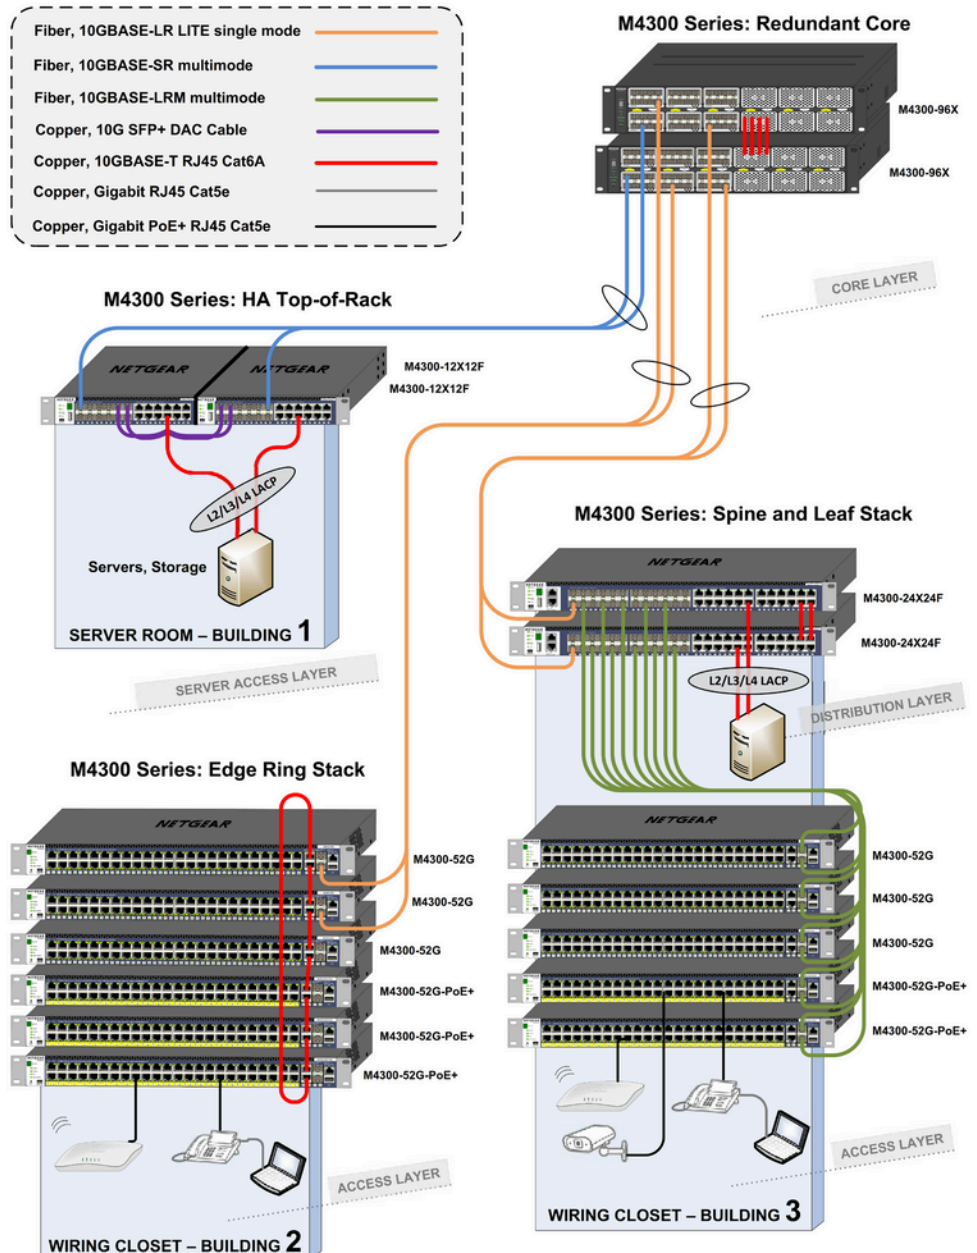 Fiber, 10GBASE-LR LITE single mode
Fiber, 10GBASE-SR multimode
Fiber, 10GBASE-LRM multimode
Copper, 10G SFP+ DAC Cable
Copper, 10GBASE-T RJ45 Cat6A
Copper, Gigabit RJ45 Cat5e
Copper, Gigabit PoE+ RJ45 Cat5e
M4300 Series: Redundant Core
M4300-96X
M4300-96X
CORE LAYER
M4300 Series: HA Top-of-Rack
NETGEAR
NETGEAR
M4300-12X12F
M4300-12X12F
L2/L3/L4 LACP
Servers, Storage
SERVER ROOM – BUILDING 1
SERVER ACCESS LAYER
M4300 Series: Spine and Leaf Stack
NETGEAR
M4300-24X24F
M4300-24X24F
L2/L3/L4 LACP
DISTRIBUTION LAYER
M4300 Series: Edge Ring Stack
NETGEAR
M4300-52G
M4300-52G
M4300-52G
M4300-52G-PoE+
M4300-52G-PoE+
M4300-52G-PoE+
ACCESS LAYER
WIRING CLOSET – BUILDING 2
NETGEAR
M4300-52G
M4300-52G
M4300-52G
M4300-52G-PoE+
M4300-52G-PoE+
ACCESS LAYER
WIRING CLOSET – BUILDING 3